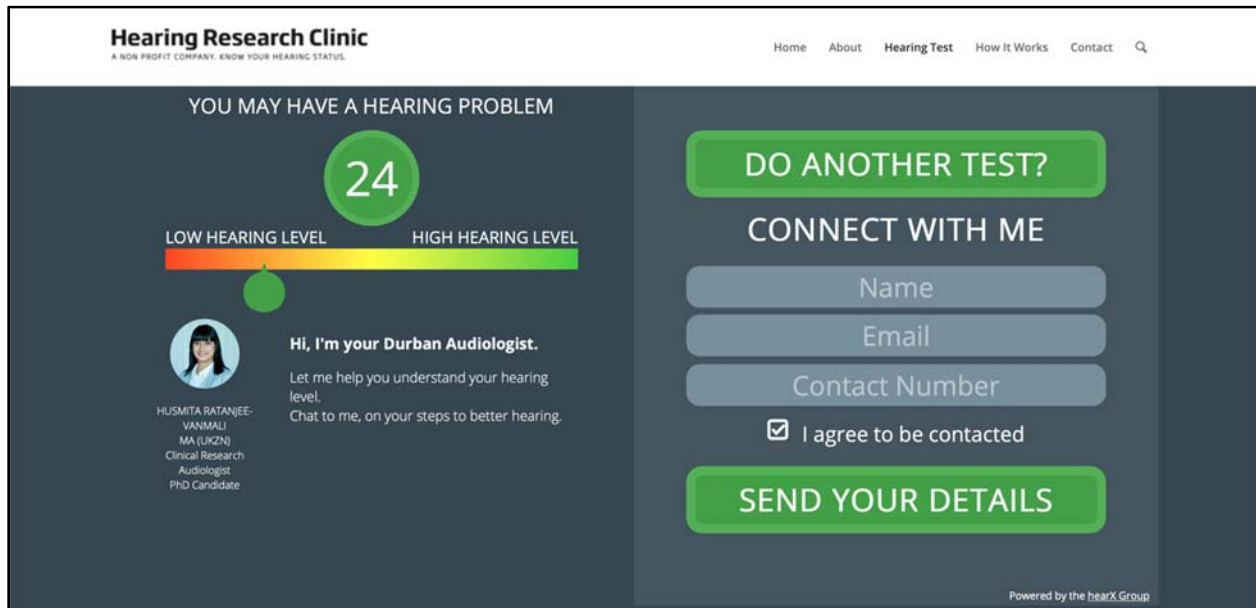 Hearing Research Clinic
A NON PROFIT COMPANY. KNOW YOUR HEARING STATUS.
Home About Hearing Test How It Works Contact
YOU MAY HAVE A HEARING PROBLEM
24
LOW HEARING LEVEL HIGH HEARING LEVEL
HUSMITA RATANJEE-
VANMALI
MA (UKZN)
Clinical Research
Audiologist
PhD Candidate
Hi, I'm your Durban Audiologist.
Let me help you understand your hearing
level.
Chat to me, on your steps to better hearing.
DO ANOTHER TEST?
CONNECT WITH ME
Name
Email
Contact Number
I agree to be contacted
SEND YOUR DETAILS
Powered by the hearX Group